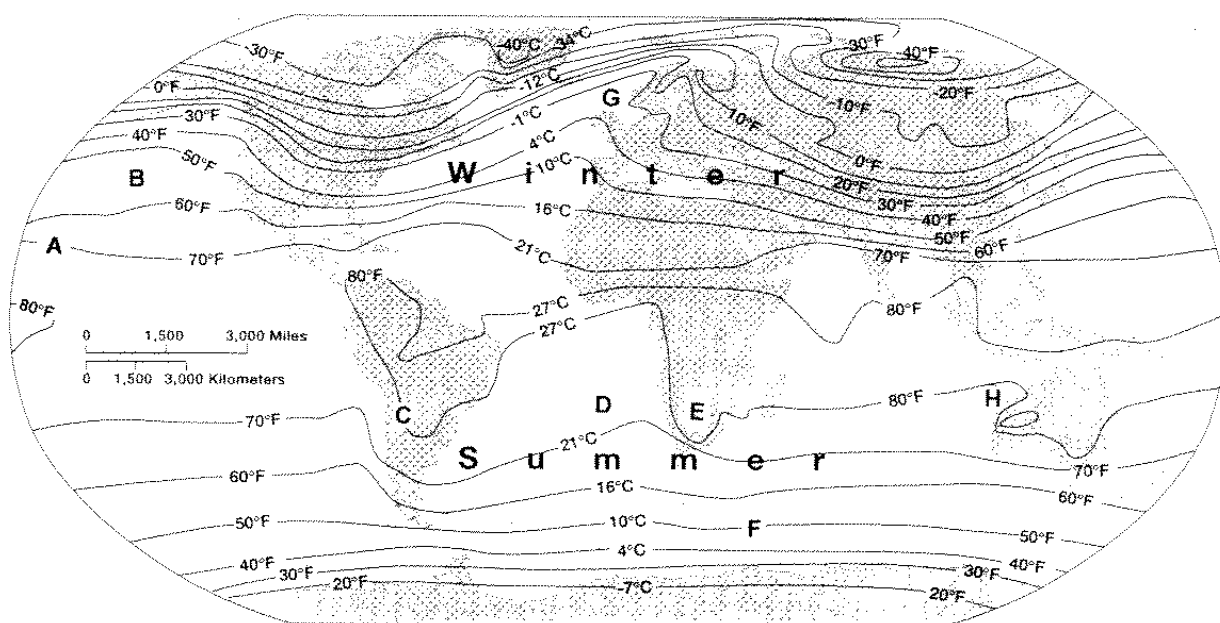 -40°C
-34°C
-30°F
-30°F
-40°F
-12°C
0°F
-20°F
G
30°F
-1°C
-10°F
10°F
40°F
4°C
50°F
0°F
B
Winter
10°C
20°F
30°F
60°F
16°C
40°F
50°F
A
21°C
60°F
70°F
70°F
80°F
80°F
27°C
80°F
27°C
0 1,500 3,000 Miles
0 1,500 3,000 Kilometers
80°F
H
C
D
E
70°F
21°C
Summer
70°F
60°F
16°C
60°F
50°F
10°C
F
50°F
4°C
40°F
40°F
30°F
30°F
20°F
-7°C
20°F